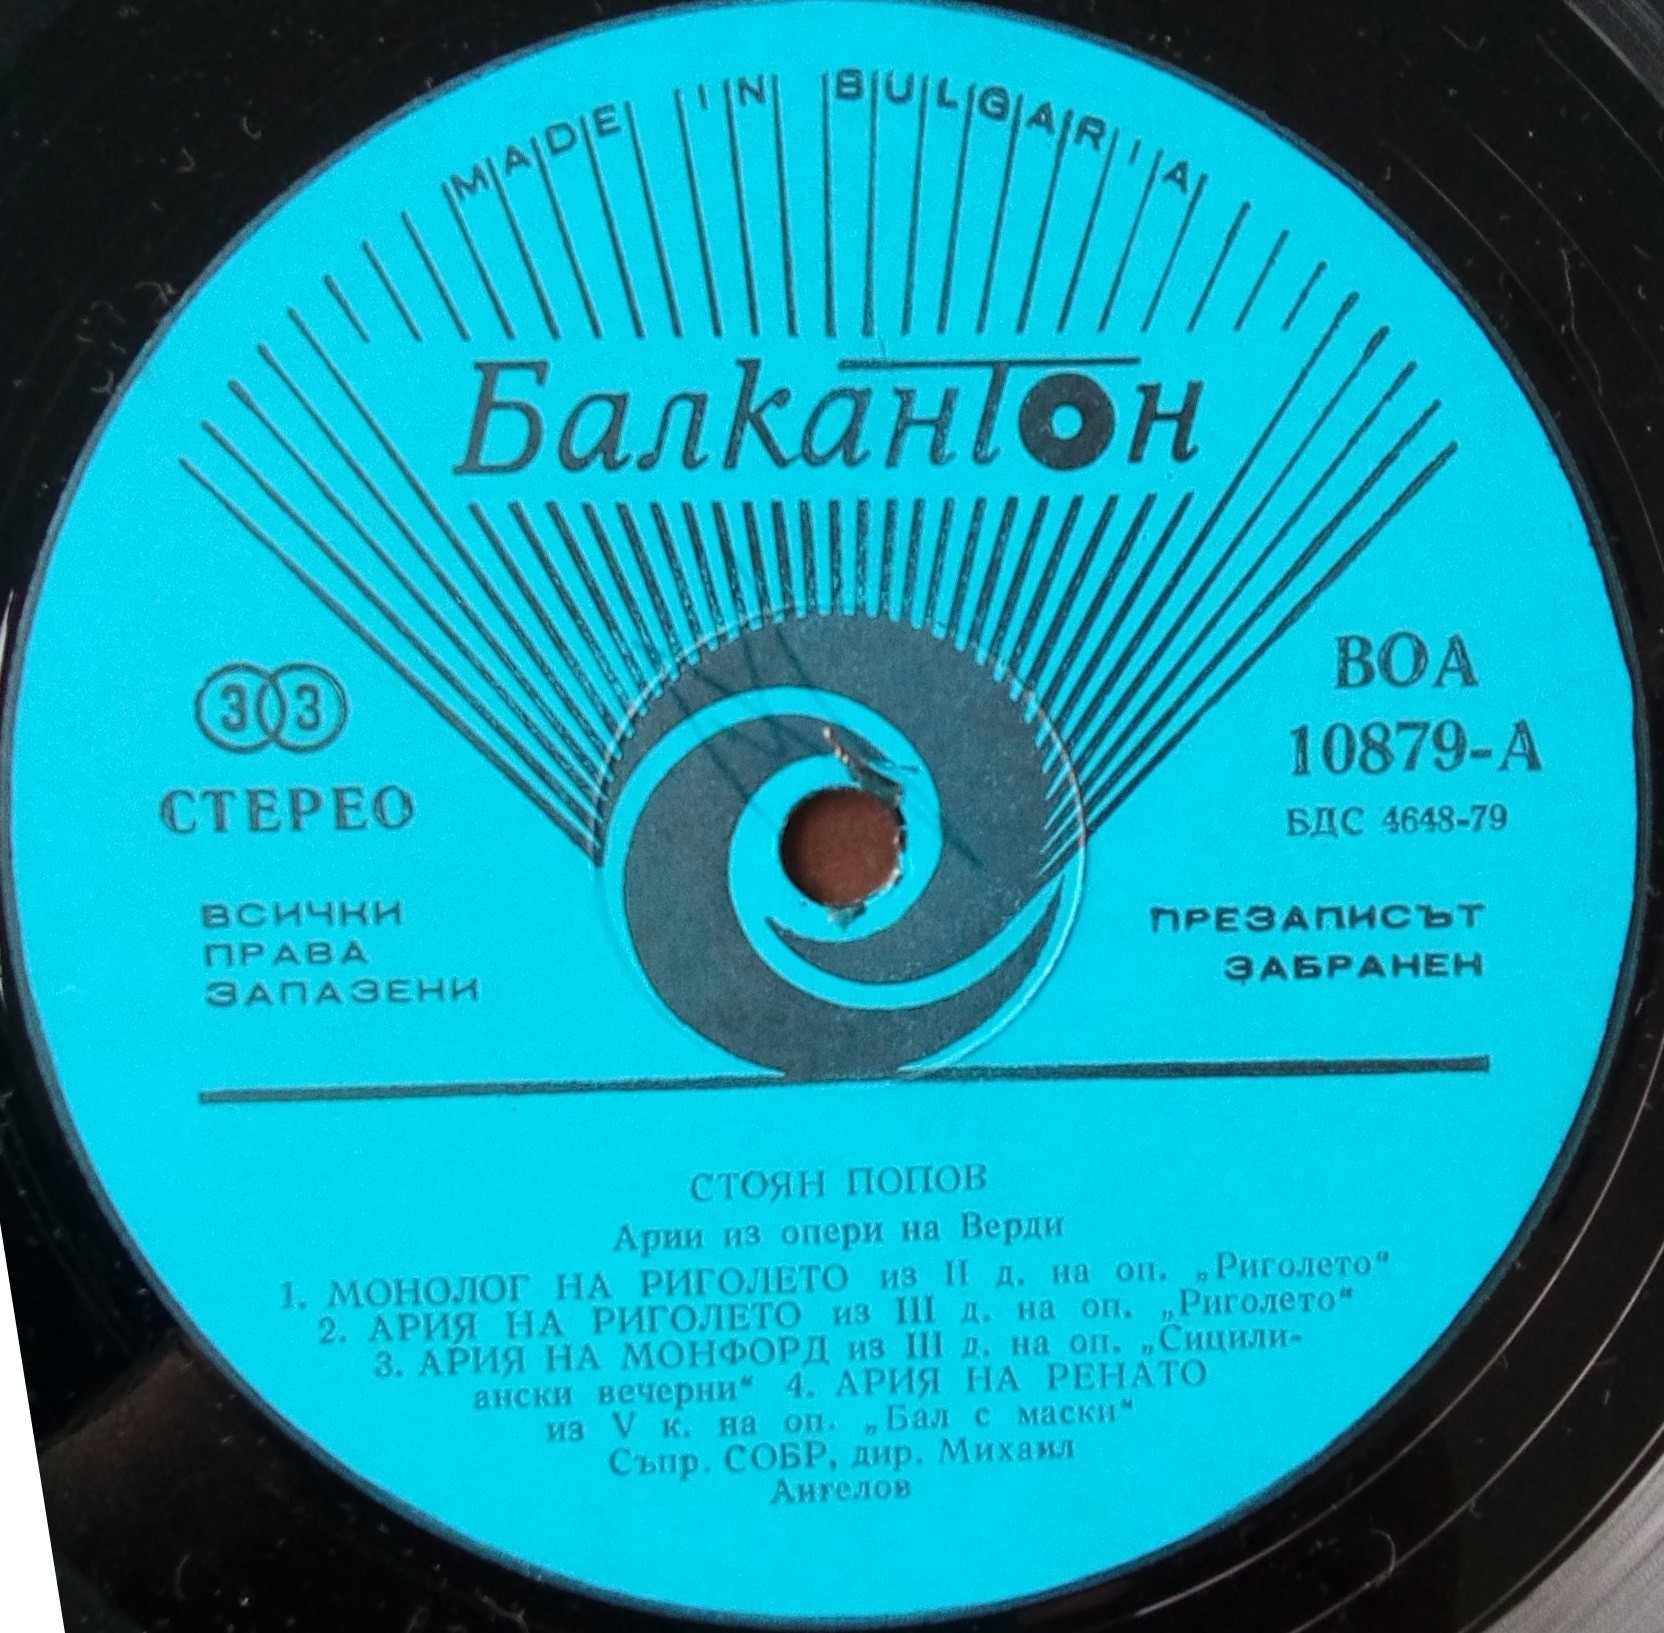 MADE IN BULGARIA
Балкантон
33
СТЕРЕО
ВСИЧКИ
ПРАВА
ЗАПАЗЕНИ
ВОА
10879-А
БДС 4648-79
ПРЕЗАПИСЪТ
ЗАБРАНЕН
СТОЯН ПОПОВ
Арии из опери на Верди
1. МОНОЛОГ НА РИГОЛЕТО из II д. на оп. „Риголето“
2. АРИЯ НА РИГОЛЕТО из III д. на оп. „Риголето“
3. АРИЯ НА МОНФОРД из III д. на оп. „Сицили-
ански вечерни“ 4. АРИЯ НА РЕНАТО
из V к. на оп. „Бал с маски“
Съпр. СОБР, дир. Михаил
Ангелов